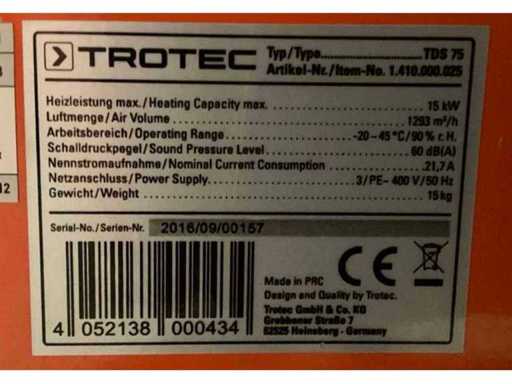 TROTEC
Typ/Type TDS 75
Artikel-Nr./Item-No. 1.410.000.025
Heizleistung max./Heating Capacity max. 15 kW
Luftmenge/Air Volume 1293 m³/h
Arbeitsbereich/Operating Range -20-45 °C/90 % r. H.
Schalldruckpegel/Sound Pressure Level 60 dB(A)
Nennstromaufnahme/Nominal Current Consumption 21,7 A
Netzanschluss/Power Supply 3/PE~ 400 V/50 Hz
Gewicht/Weight 15 kg
Serial-No./Serien-Nr. 2016/09/00157
Made in PRC
CE
Design and Quality by Trotec.
Trotec GmbH & Co. KG
Grebbener Straße 7
52525 Heinsberg - Germany
4 052138 000434